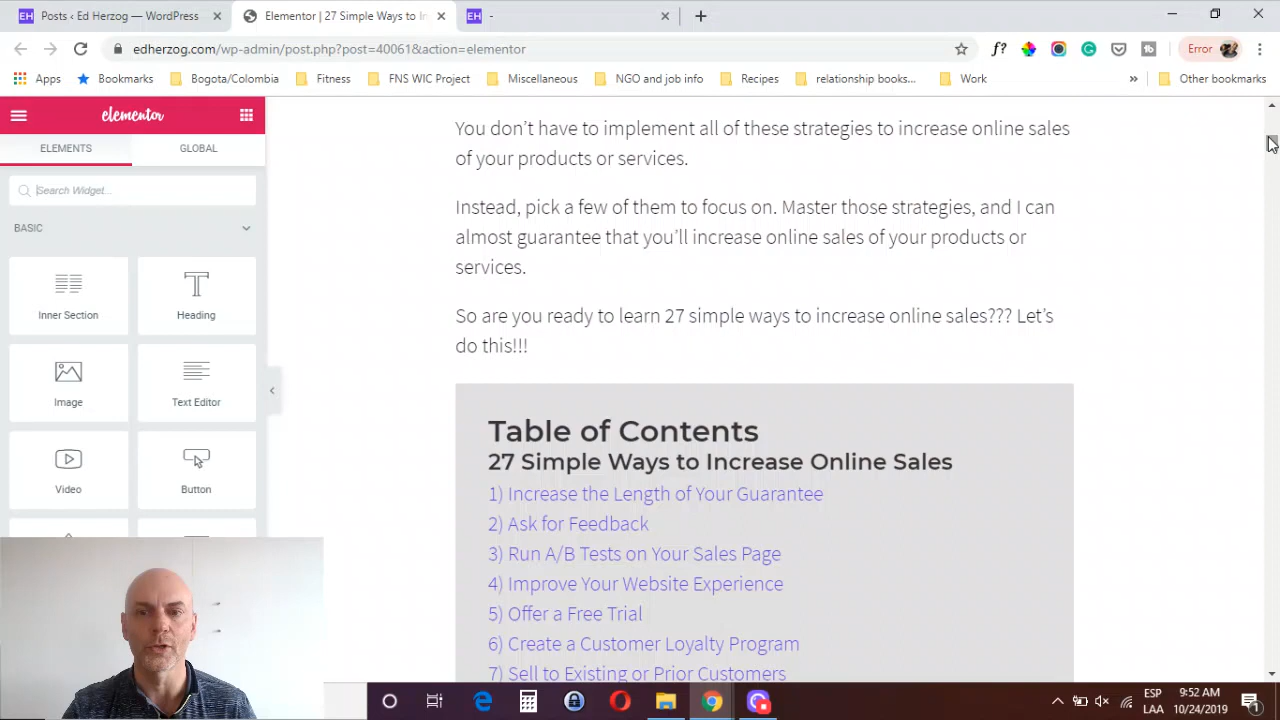 Posts ‹ Ed Herzog — WordPress
Elementor | 27 Simple Ways to In
-
edherzog.com/wp-admin/post.php?post=40061&action=elementor
f?
Error
Apps
Bookmarks
Bogota/Colombia
Fitness
FNS WIC Project
Miscellaneous
NGO and job info
Recipes
relationship books...
Work
»
Other bookmarks
elementor
ELEMENTS
GLOBAL
Search Widget...
BASIC
Inner Section
Heading
Image
Text Editor
Video
Button
You don’t have to implement all of these strategies to increase online sales
of your products or services.
Instead, pick a few of them to focus on. Master those strategies, and I can
almost guarantee that you’ll increase online sales of your products or
services.
So are you ready to learn 27 simple ways to increase online sales??? Let’s
do this!!!
Table of Contents
27 Simple Ways to Increase Online Sales
1) Increase the Length of Your Guarantee
2) Ask for Feedback
3) Run A/B Tests on Your Sales Page
4) Improve Your Website Experience
5) Offer a Free Trial
6) Create a Customer Loyalty Program
7) Sell to Existing or Prior Customers
ESP
LAA
9:52 AM
10/24/2019
1